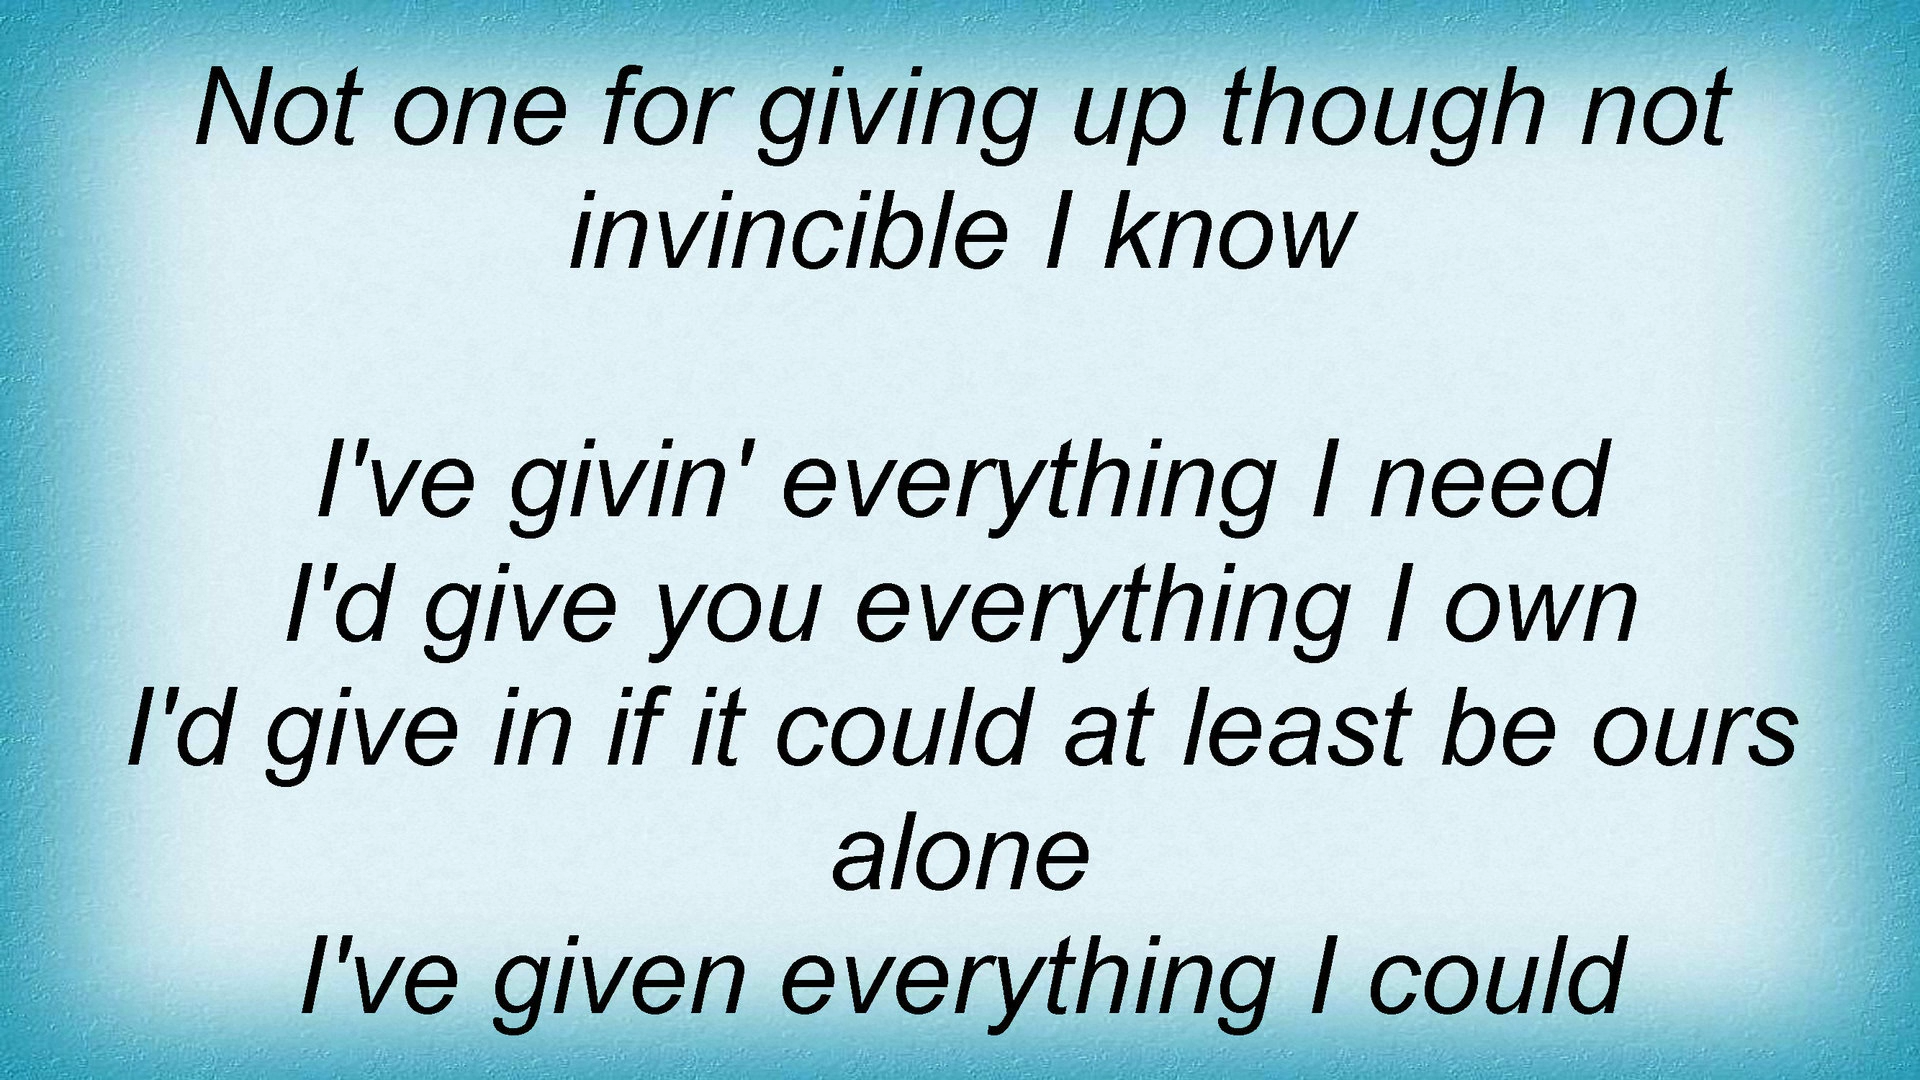 Not one for giving up though not
invincible I know
I've givin' everything I need
I'd give you everything I own
I'd give in if it could at least be ours
alone
I've given everything I could